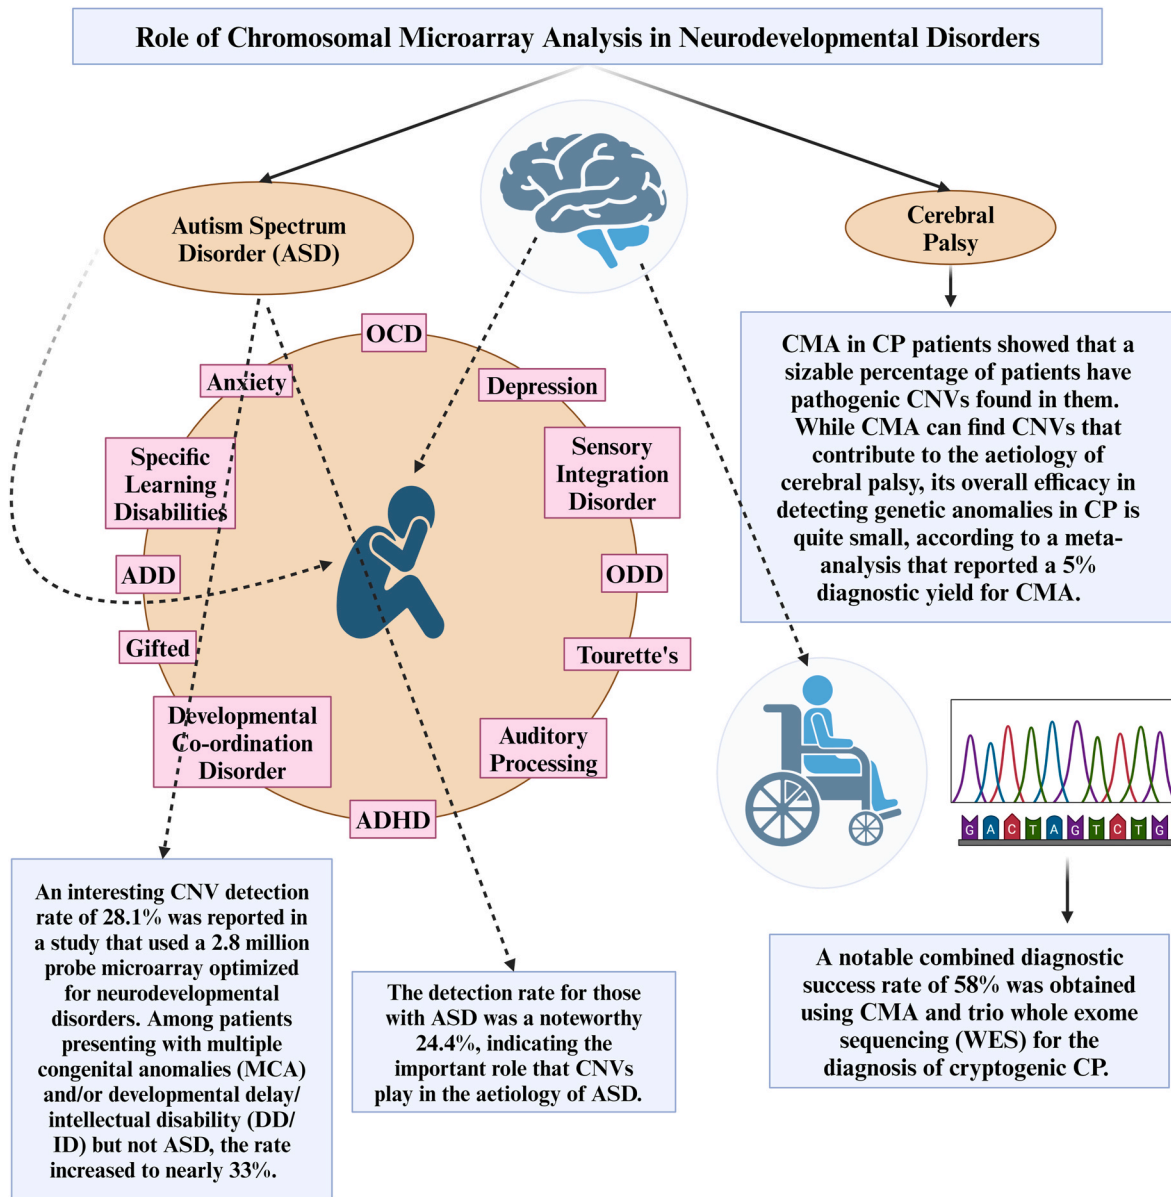 Role of Chromosomal Microarray Analysis in Neurodevelopmental Disorders
Autism Spectrum
Disorder (ASD)
Cerebral
Palsy
OCD
Anxiety
Depression
Specific
Learning
Disabilities
Sensory
Integration
Disorder
ADD
ODD
Gifted
Tourette's
Developmental
Co-ordination
Disorder
Auditory
Processing
ADHD
CMA in CP patients showed that a
sizable percentage of patients have
pathogenic CNVs found in them.
While CMA can find CNVs that
contribute to the aetiology of
cerebral palsy, its overall efficacy in
detecting genetic anomalies in CP is
quite small, according to a meta-
analysis that reported a 5%
diagnostic yield for CMA.
G A C T A G T C T G
An interesting CNV detection
rate of 28.1% was reported in
a study that used a 2.8 million
probe microarray optimized
for neurodevelopmental
disorders. Among patients
presenting with multiple
congenital anomalies (MCA)
and/or developmental delay/
intellectual disability (DD/
ID) but not ASD, the rate
increased to nearly 33%.
The detection rate for those
with ASD was a noteworthy
24.4%, indicating the
important role that CNVs
play in the aetiology of ASD.
A notable combined diagnostic
success rate of 58% was obtained
using CMA and trio whole exome
sequencing (WES) for the
diagnosis of cryptogenic CP.